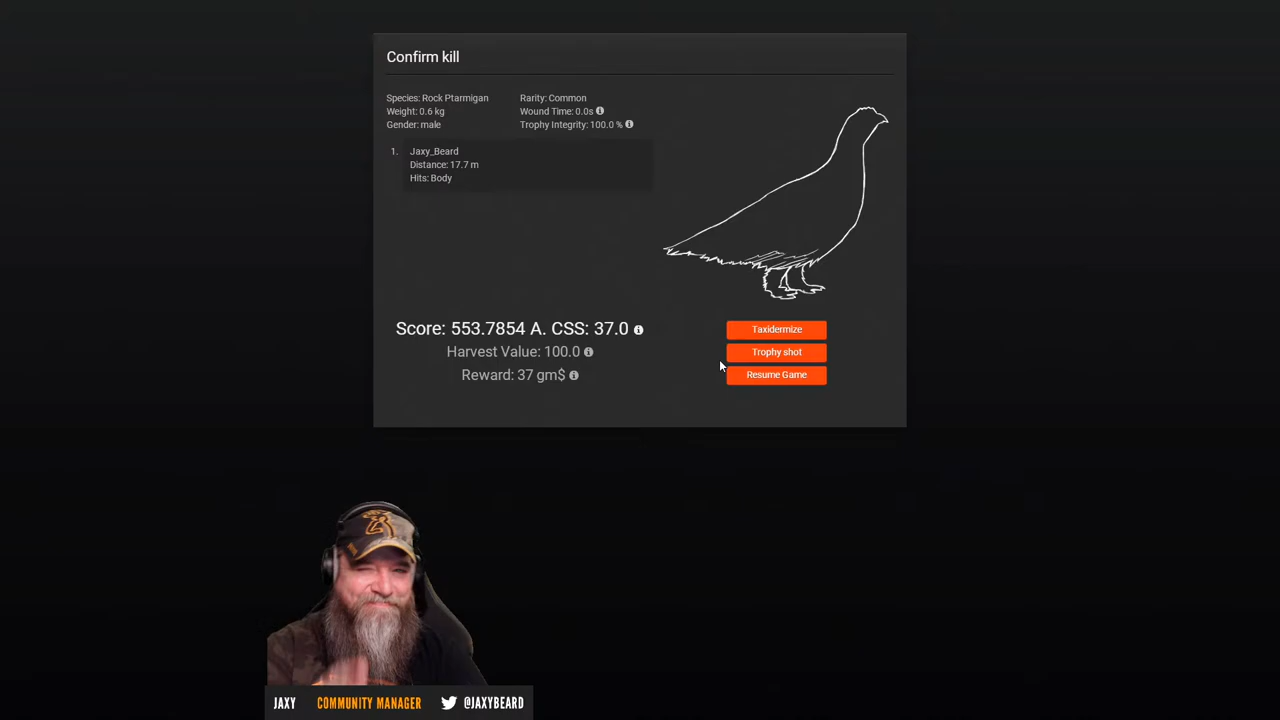 Confirm kill
Species: Rock Ptarmigan
Weight: 0.6 kg
Gender: male
Rarity: Common
Wound Time: 0.0s
Trophy Integrity: 100.0 %
1.
Jaxy_Beard
Distance: 17.7 m
Hits: Body
Score: 553.7854 A. CSS: 37.0
Harvest Value: 100.0
Reward: 37 gm$
Taxidermize
Trophy shot
Resume Game
JAXY COMMUNITY MANAGER @JAXYBEARD